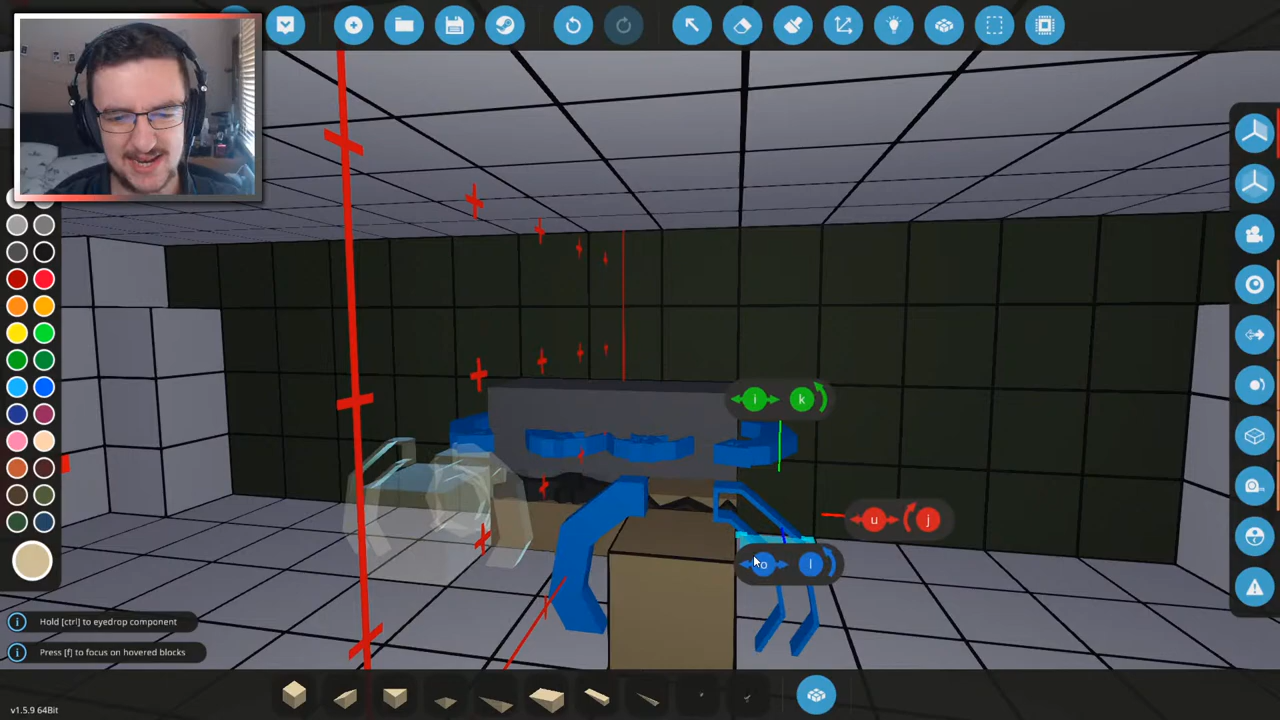 i k
u j
o l
Hold [ctrl] to eyedrop component
Press [f] to focus on hovered blocks
v1.5.9 64Bit